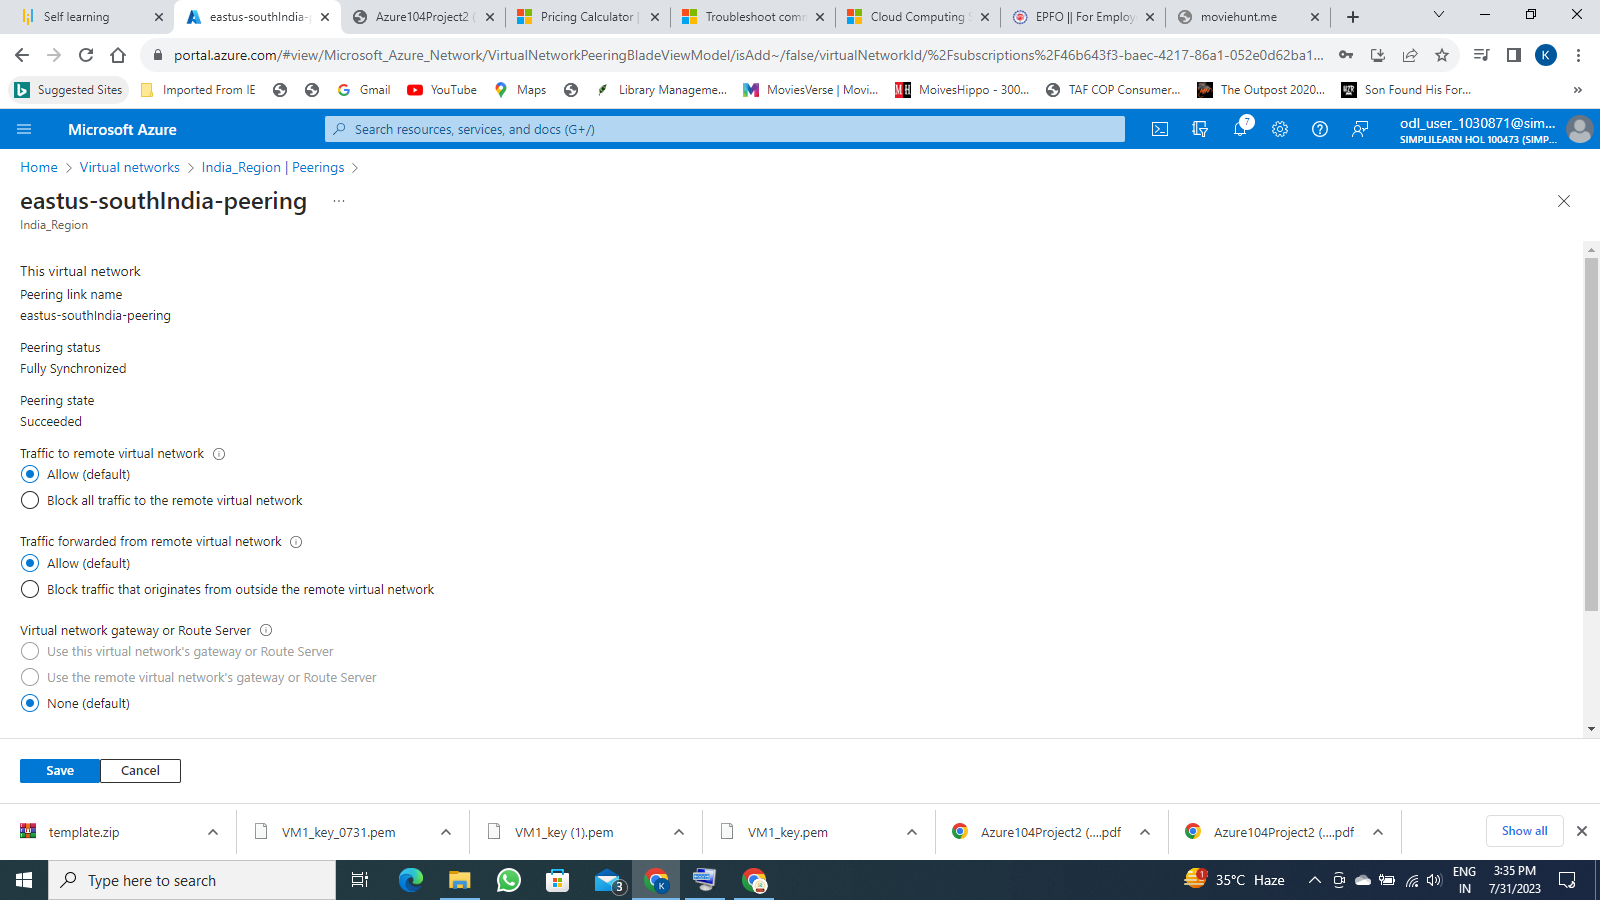 Self learning
eastus-southIndia-p
Azure104Project2 (
Pricing Calculator |
Troubleshoot comm
Cloud Computing S
EPFO || For Employ
moviehunt.me
portal.azure.com/#view/Microsoft_Azure_Network/VirtualNetworkPeeringBladeViewModel/isAdd~/false/virtualNetworkId/%2Fsubscriptions%2F46b643f3-baec-4217-86a1-052e0d62ba1...
K
Suggested Sites
Imported From IE
Gmail
YouTube
Maps
Library Manageme...
MoviesVerse | Movi...
MoivesHippo - 300...
TAF COP Consumer...
The Outpost 2020...
Son Found His For...
»
Microsoft Azure
Search resources, services, and docs (G+/)
7
odl_user_1030871@sim...
SIMPLILEARN HOL 100473 (SIMP...
Home > Virtual networks > India_Region | Peerings >
eastus-southIndia-peering ...
India_Region
This virtual network
Peering link name
eastus-southIndia-peering
Peering status
Fully Synchronized
Peering state
Succeeded
Traffic to remote virtual network
Allow (default)
Block all traffic to the remote virtual network
Traffic forwarded from remote virtual network
Allow (default)
Block traffic that originates from outside the remote virtual network
Virtual network gateway or Route Server
Use this virtual network's gateway or Route Server
Use the remote virtual network's gateway or Route Server
None (default)
Save
Cancel
template.zip
VM1_key_0731.pem
VM1_key (1).pem
VM1_key.pem
Azure104Project2 (....pdf
Azure104Project2 (....pdf
Show all
Type here to search
3
K
1
35°C Haze
ENG
IN
3:35 PM
7/31/2023